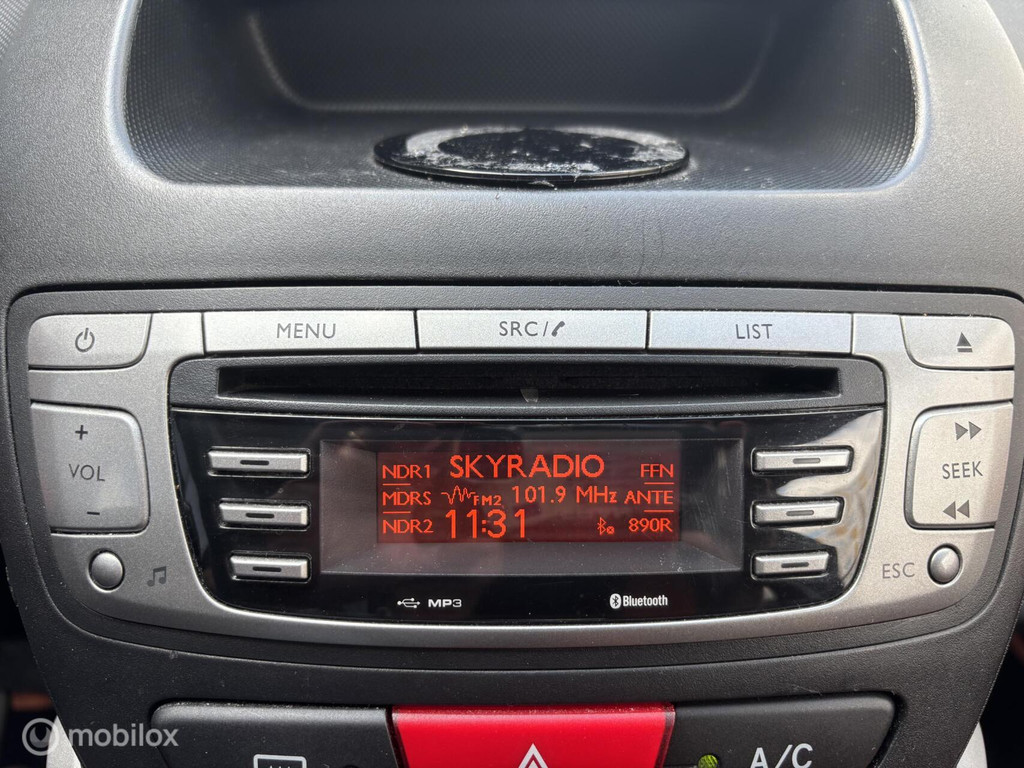 MENU SRC/ LIST
+
VOL
-
SEEK
ESC
NDR1 SKYRADIO FFN
MDRS FM2 101.9 MHz ANTE
NDR2 11:31 890R
MP3 Bluetooth
A/C
mobilox